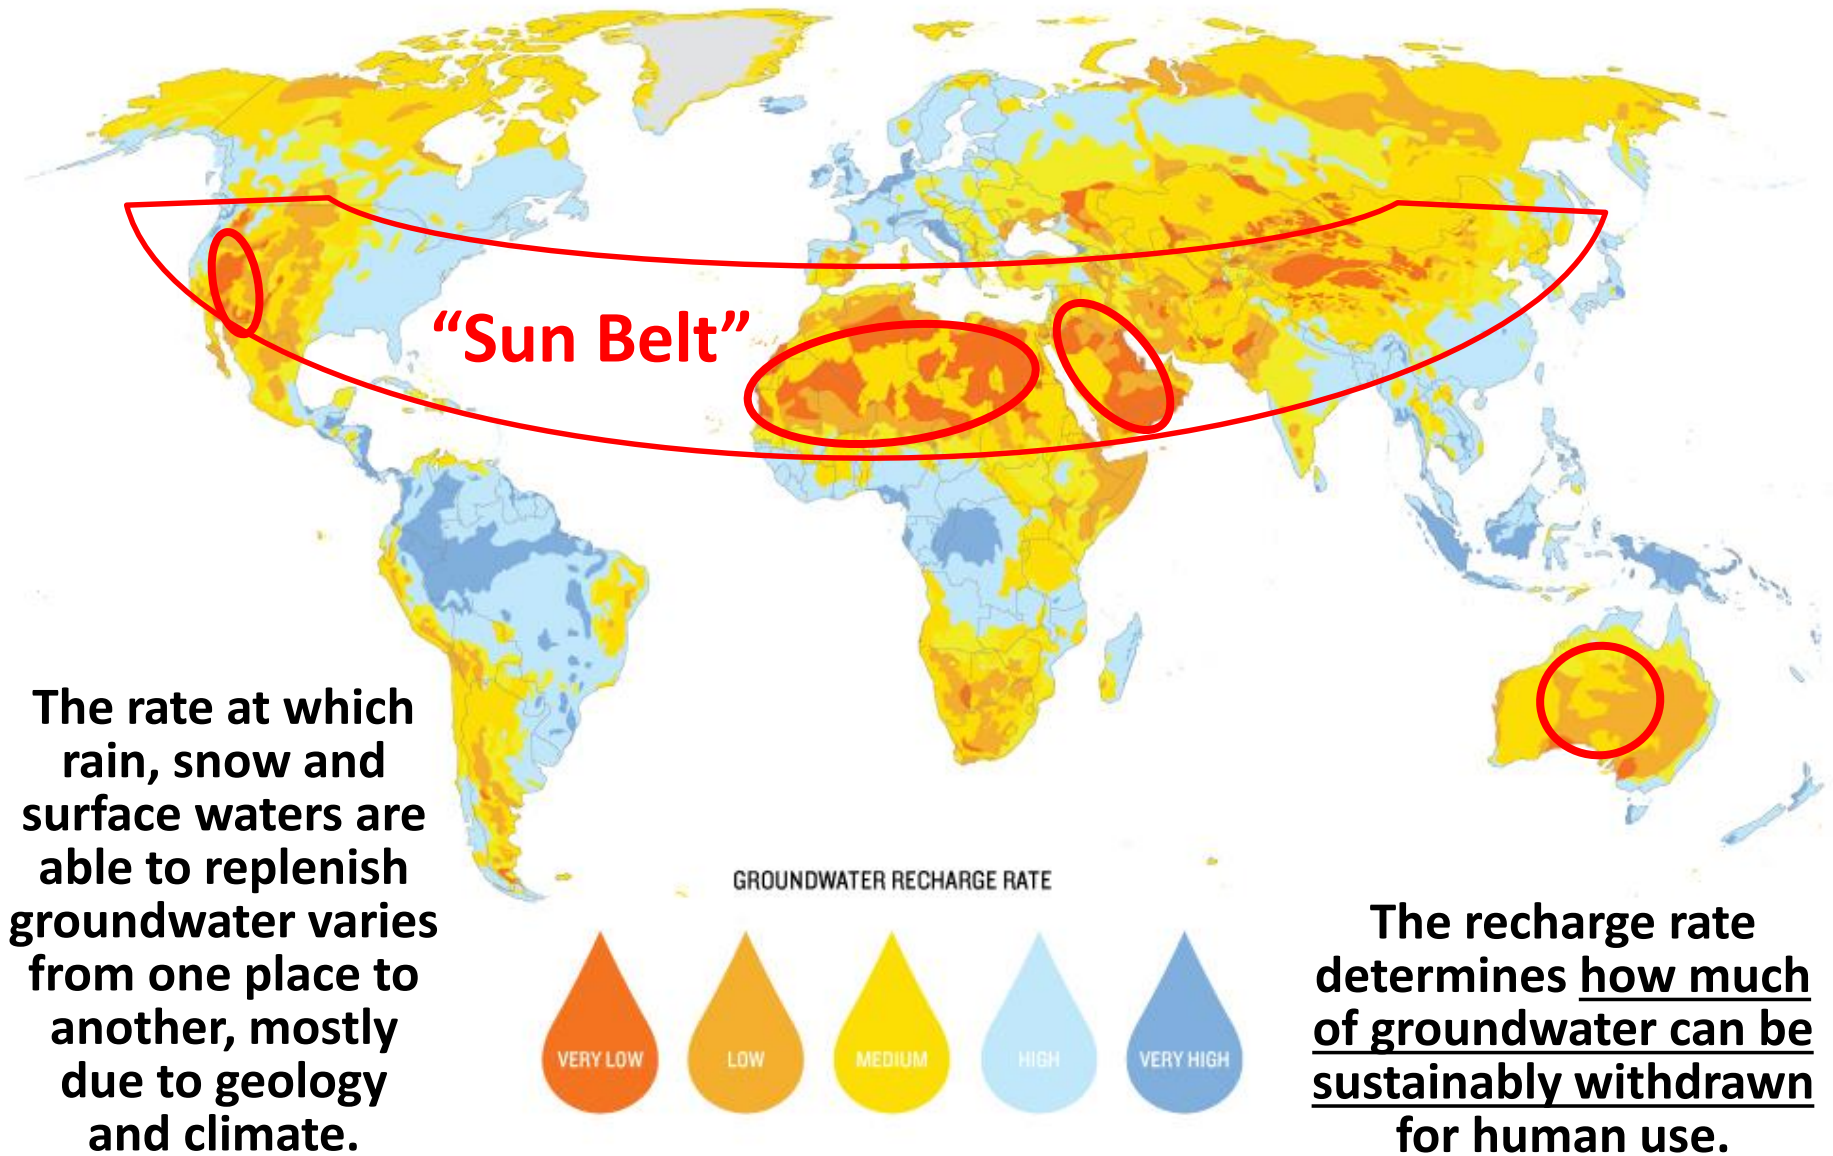 “Sun Belt”
The rate at which
rain, snow and
surface waters are
able to replenish
groundwater varies
from one place to
another, mostly
due to geology
and climate.
GROUNDWATER RECHARGE RATE
VERY LOW
LOW
MEDIUM
HIGH
VERY HIGH
The recharge rate
determines how much
of groundwater can be
sustainably withdrawn
for human use.